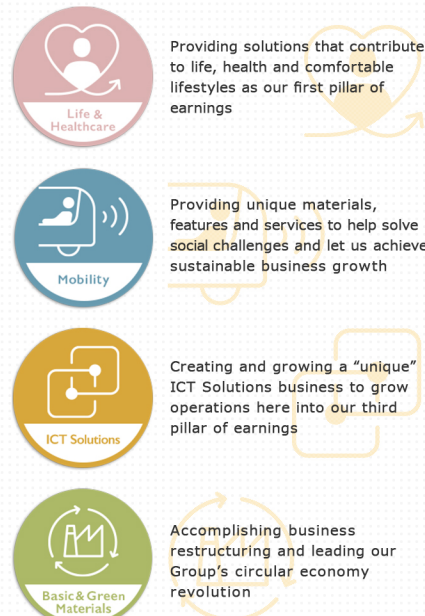 Life &
Healthcare
Providing solutions that contribute
to life, health and comfortable
lifestyles as our first pillar of
earnings
Mobility
Providing unique materials,
features and services to help solve
social challenges and let us achieve
sustainable business growth
ICT Solutions
Creating and growing a “unique”
ICT Solutions business to grow
operations here into our third
pillar of earnings
Basic & Green
Materials
Accomplishing business
restructuring and leading our
Group’s circular economy
revolution